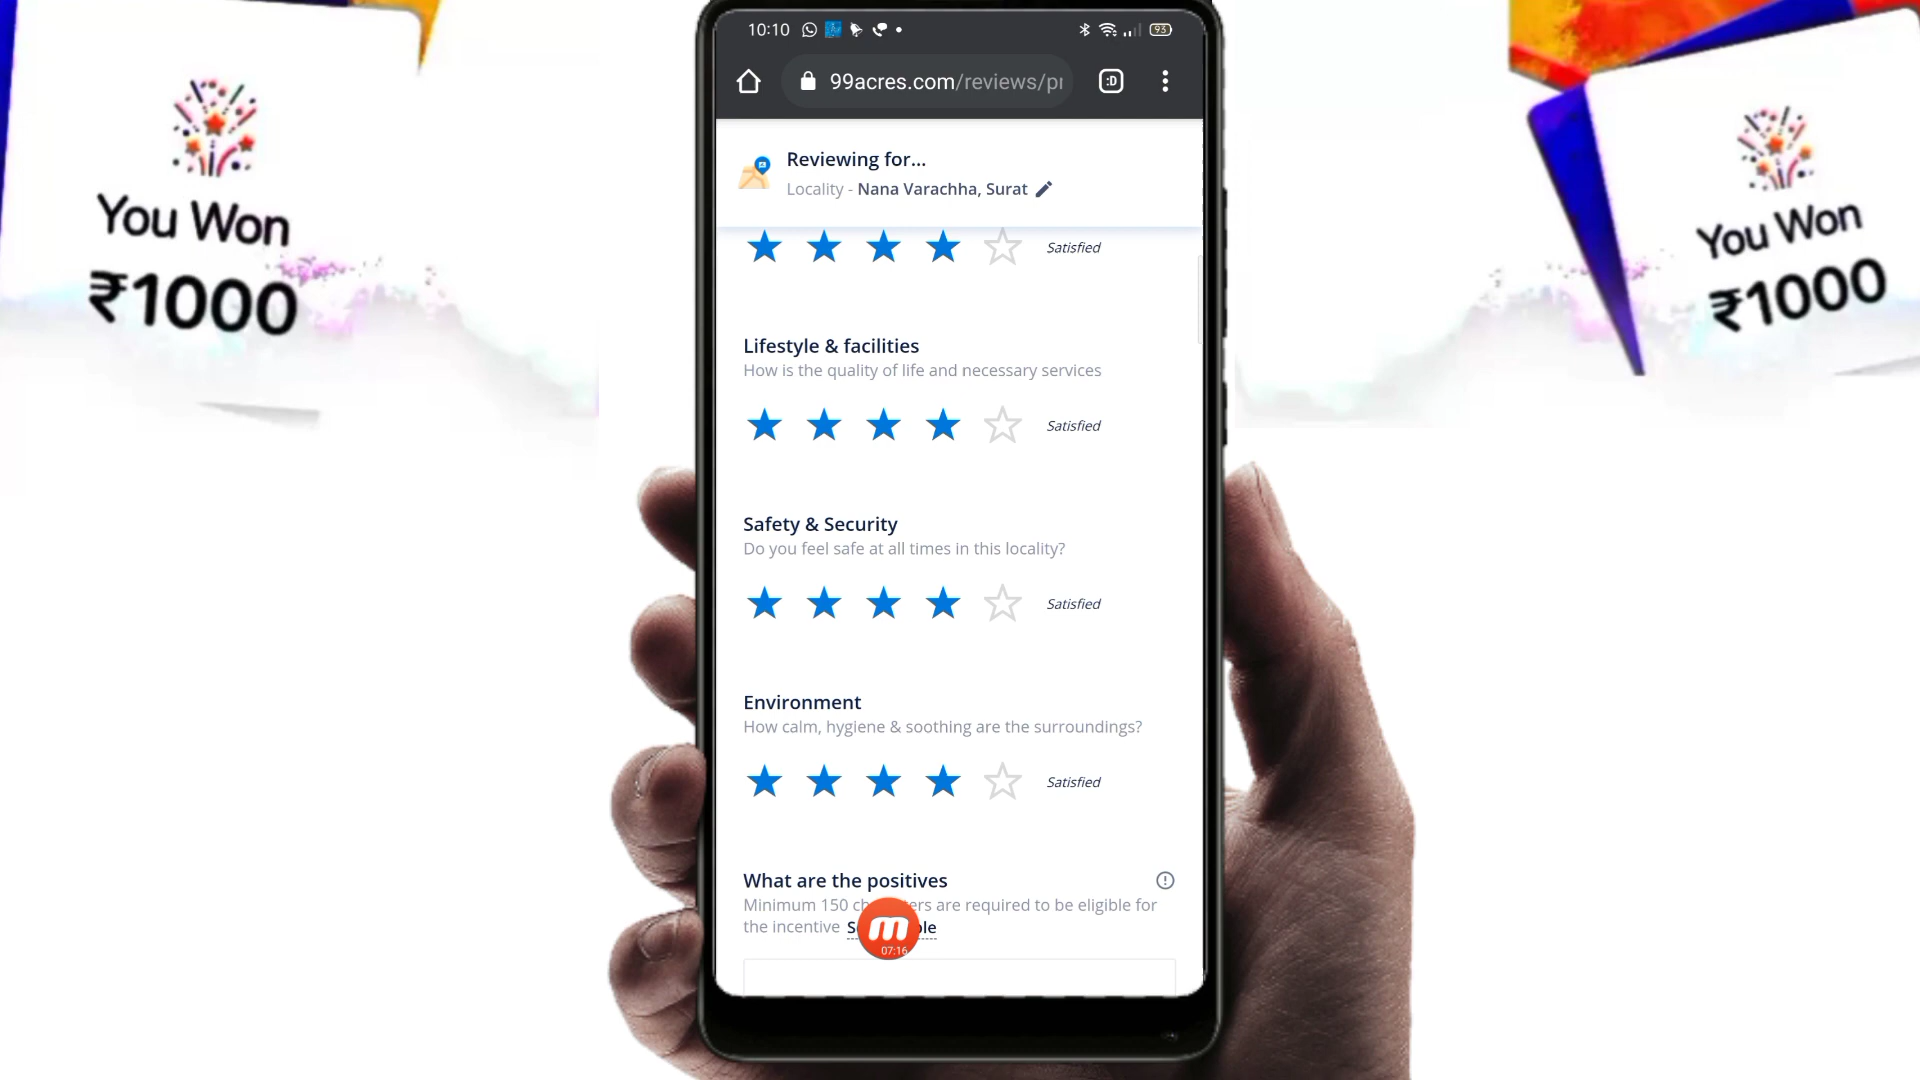 You Won
₹1000
10:10
93
99acres.com/reviews/pr
:D
Reviewing for...
Locality - Nana Varachha, Surat
Satisfied
Lifestyle & facilities
How is the quality of life and necessary services
Satisfied
Safety & Security
Do you feel safe at all times in this locality?
Satisfied
Environment
How calm, hygiene & soothing are the surroundings?
Satisfied
What are the positives
Minimum 150 are required to be eligible for
the incentive
m
07:16
You Won
₹1000